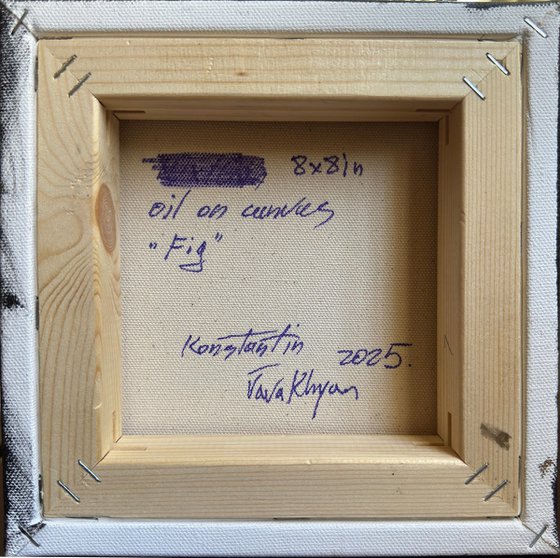 8x8in
oil on canvas
"Fig"
Konstantin 2025.
TavaKhyan